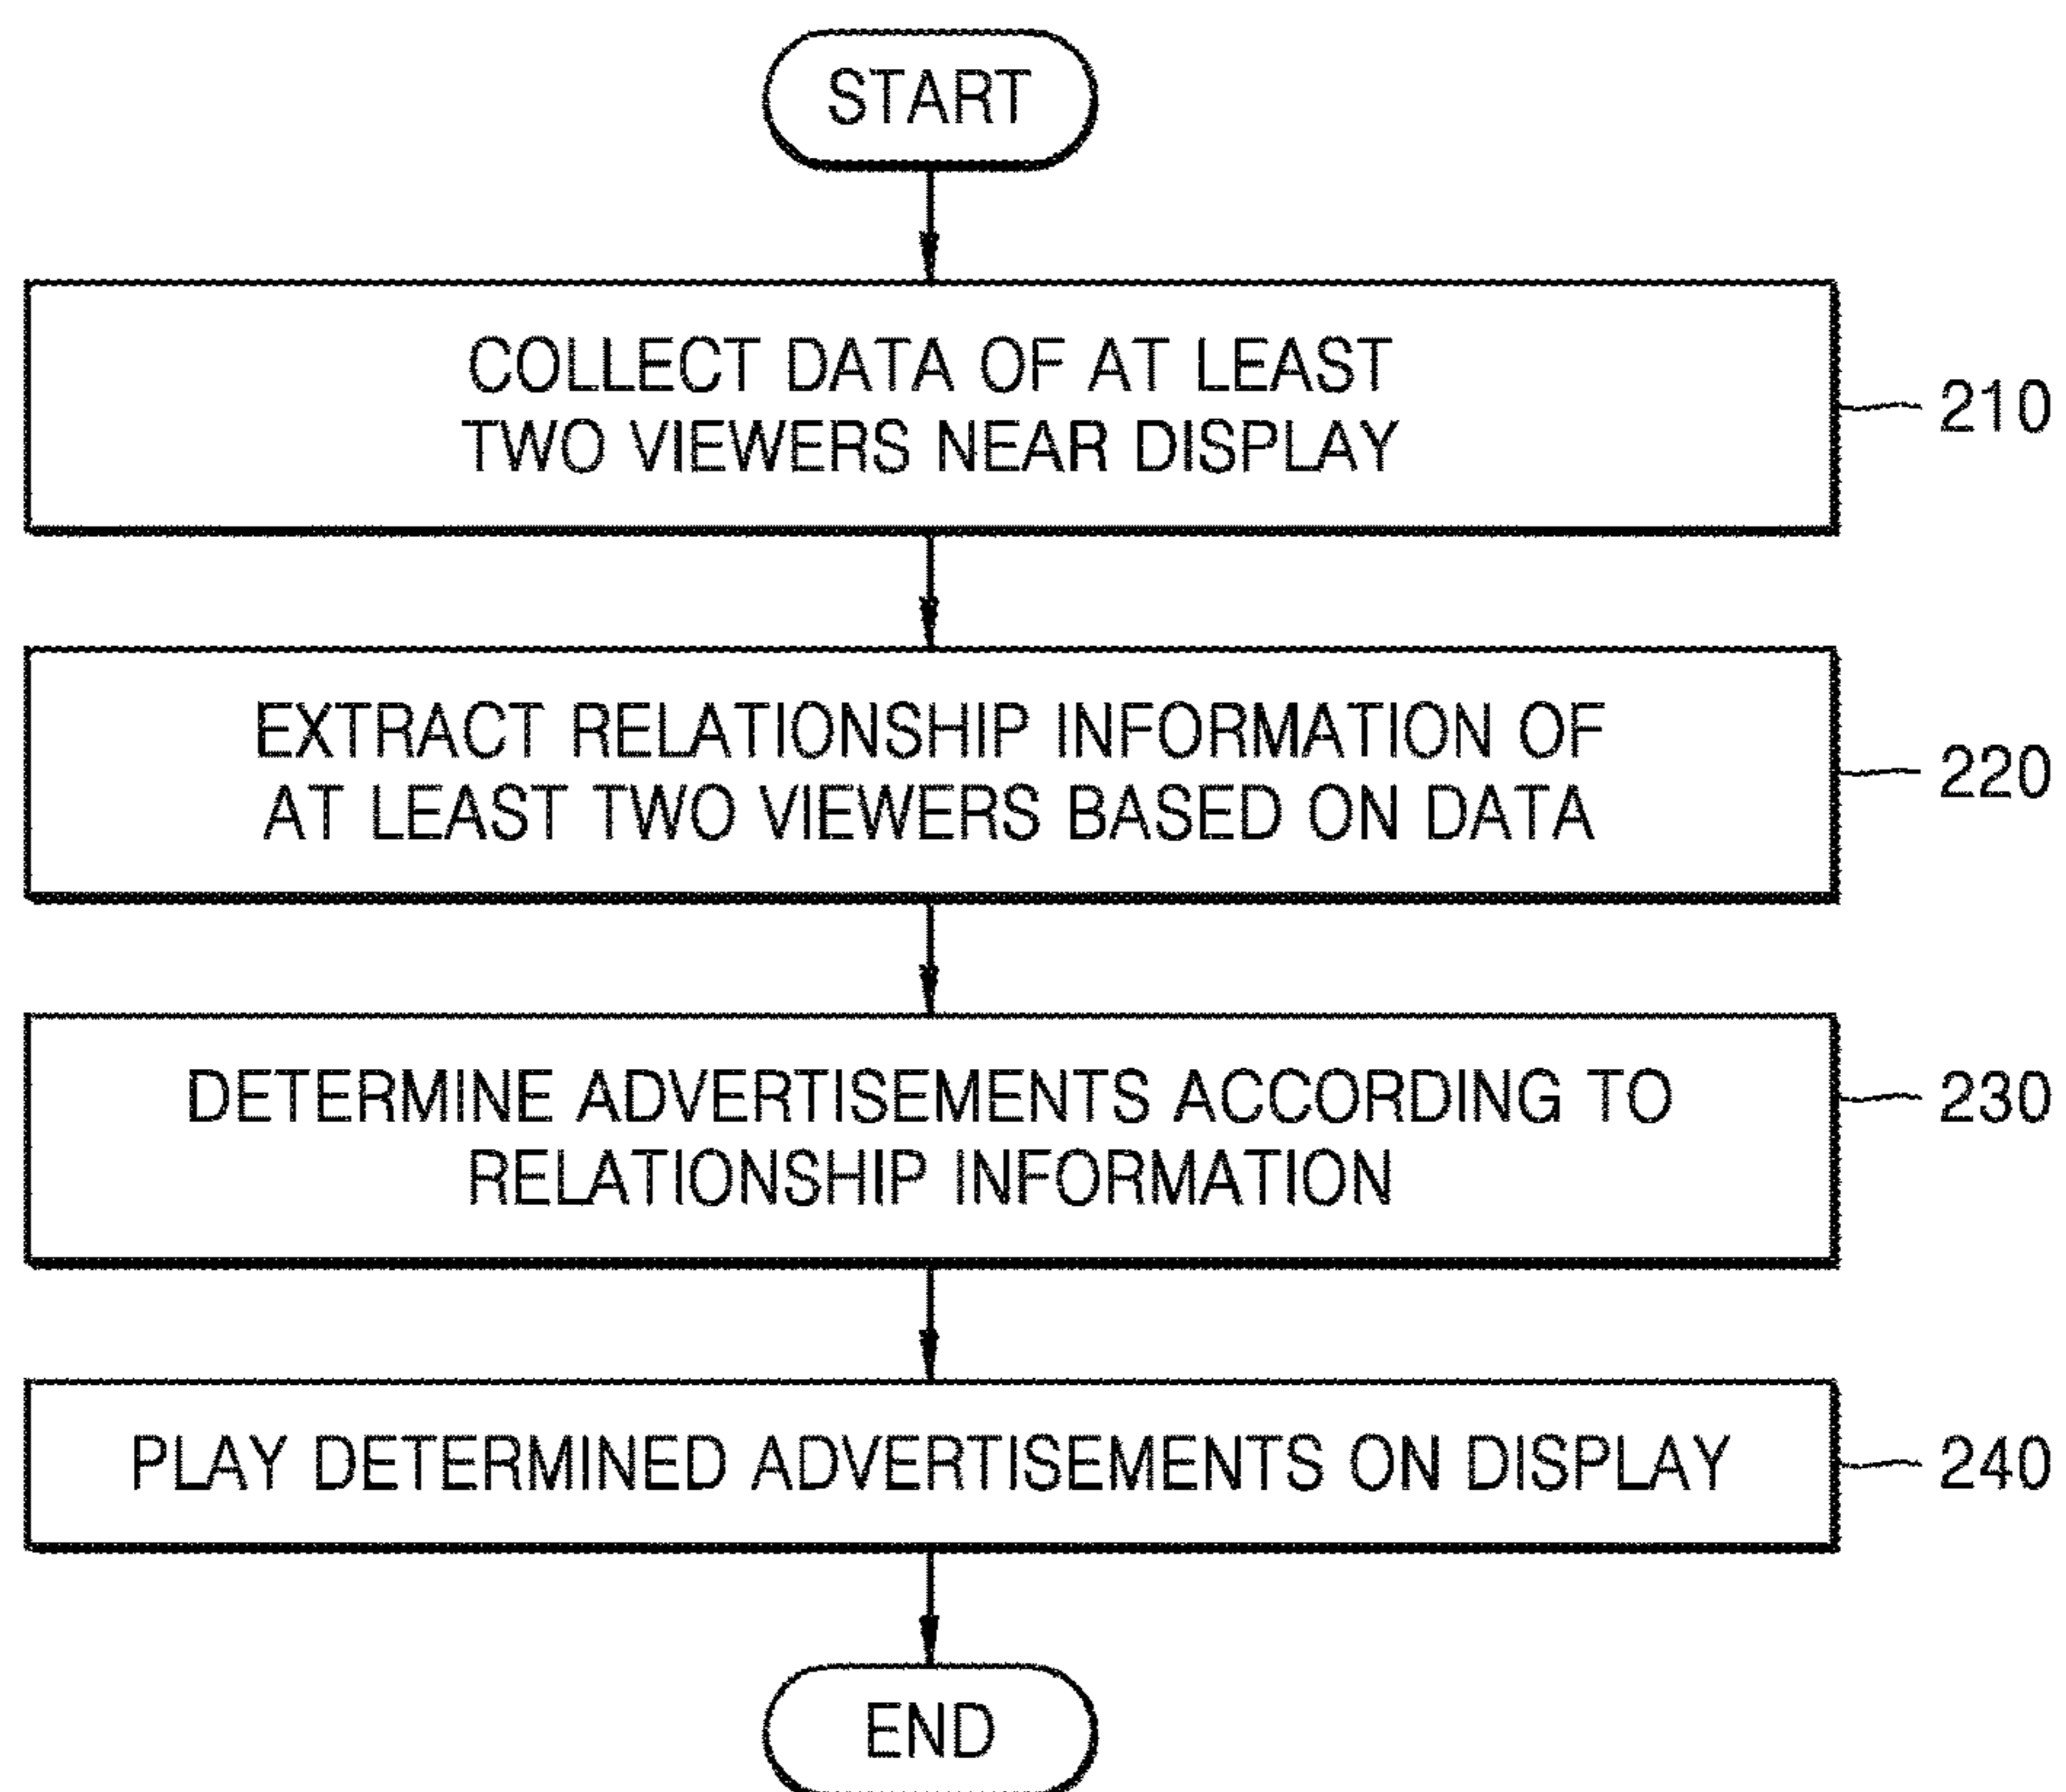 START
COLLECT DATA OF AT LEAST
TWO VIEWERS NEAR DISPLAY
210
EXTRACT RELATIONSHIP INFORMATION OF
AT LEAST TWO VIEWERS BASED ON DATA
220
DETERMINE ADVERTISEMENTS ACCORDING TO
RELATIONSHIP INFORMATION
230
PLAY DETERMINED ADVERTISEMENTS ON DISPLAY
240
END